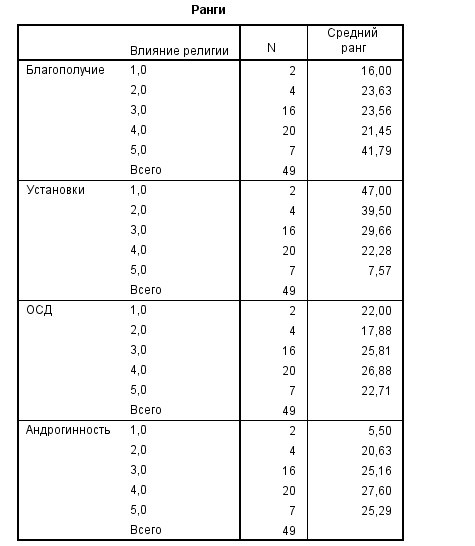 Ранги
Влияние религии N Средний ранг
Благополучие 1,0 2 16,00
2,0 4 23,63
3,0 16 23,56
4,0 20 21,45
5,0 7 41,79
Всего 49
Установки 1,0 2 47,00
2,0 4 39,50
3,0 16 29,66
4,0 20 22,28
5,0 7 7,57
Всего 49
ОСД 1,0 2 22,00
2,0 4 17,88
3,0 16 25,81
4,0 20 26,88
5,0 7 22,71
Всего 49
Андрогинность 1,0 2 5,50
2,0 4 20,63
3,0 16 25,16
4,0 20 27,60
5,0 7 25,29
Всего 49